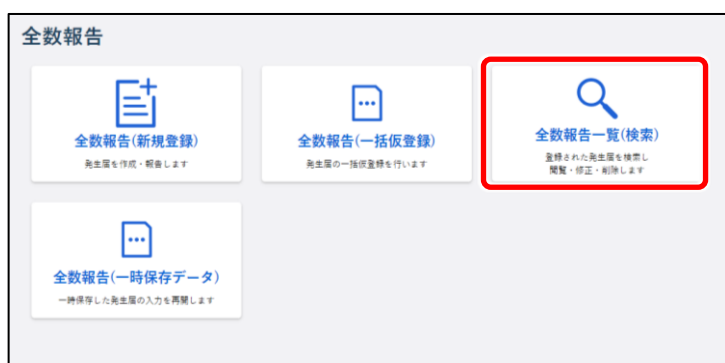 全数報告
全数報告(新規登録)
発生届を作成・報告します
全数報告(一括仮登録)
発生届の一括仮登録を行います
全数報告一覧(検索)
登録された発生届を検索し
閲覧・修正・削除します
全数報告(一時保存データ)
一時保存した発生届の入力を再開します